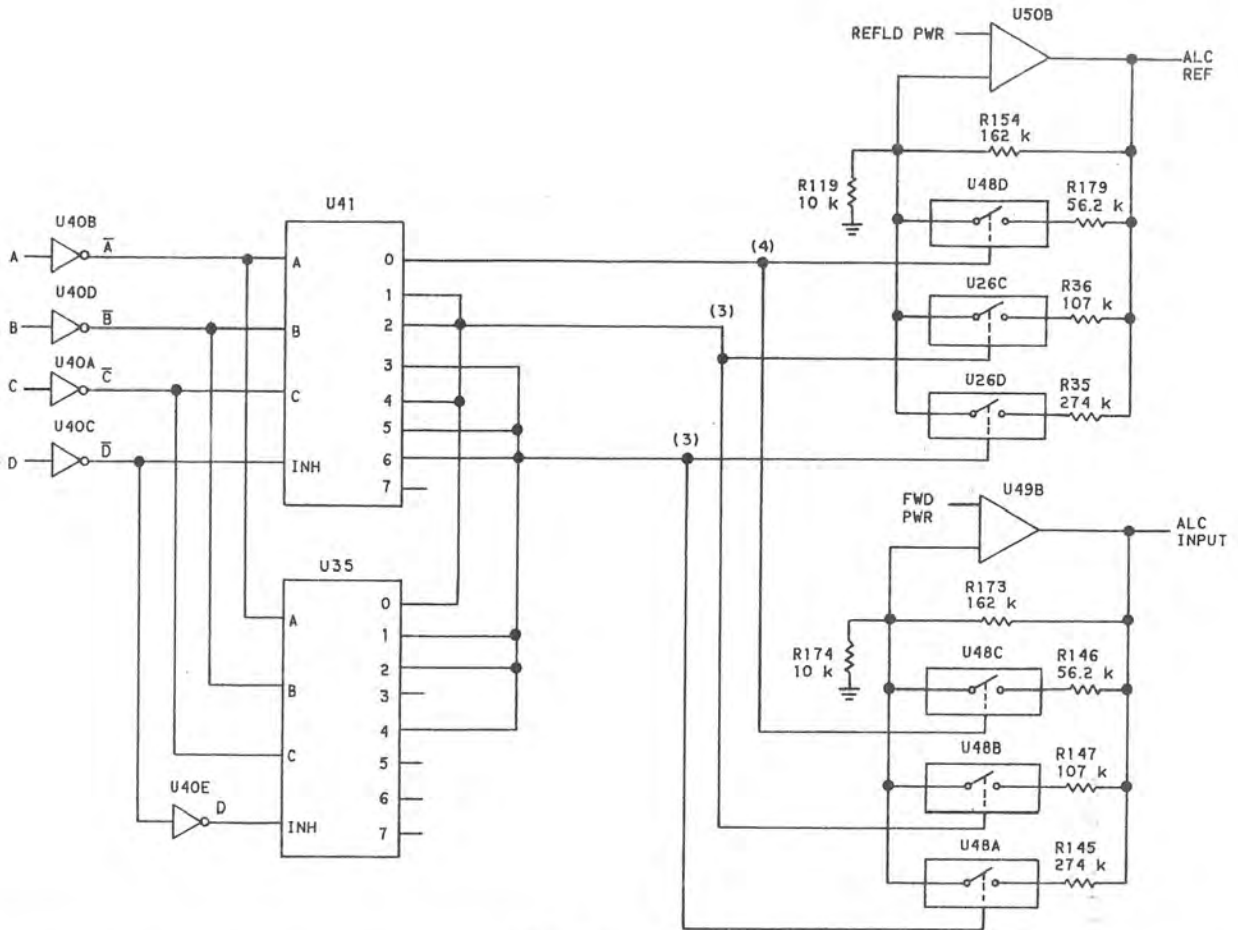 U50B
REFLD PWR
ALC
REF
R154
162 k
R119
10 k
U48D
R179
56.2 k
U26C
R36
107 k
U26D
R35
274 k
U41
U40B
A
A̅
A
0
(4)
U40D
B
B̅
B
1
2
(3)
U40A
C
C̅
C
3
4
5
U40C
D
D̅
INH
6
7
(3)
U49B
FWD
PWR
ALC
INPUT
R173
162 k
R174
10 k
U48C
R146
56.2 k
U48B
R147
107 k
U48A
R145
274 k
U35
A
0
1
B
2
3
4
C
5
U40E
D
INH
6
7